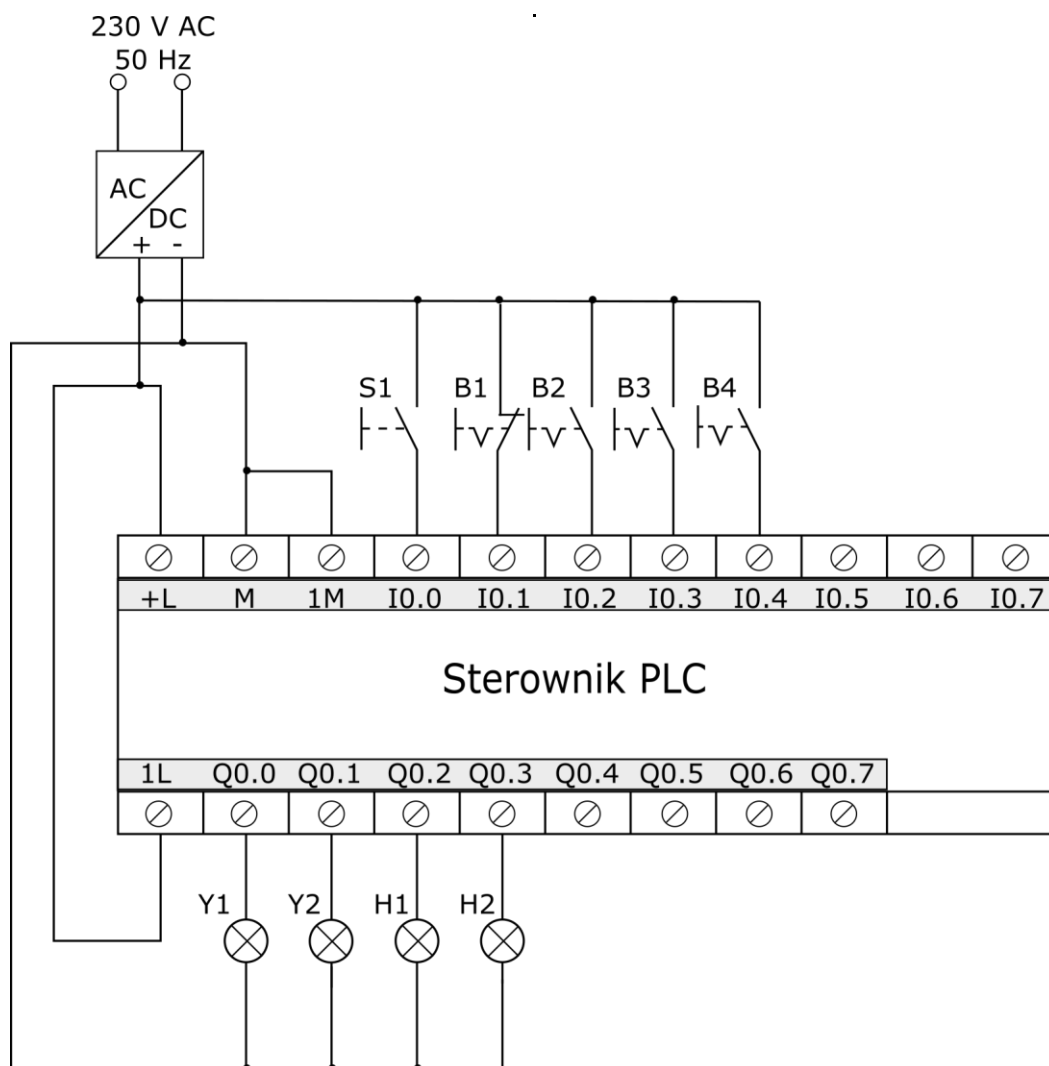 230 V AC
50 Hz
AC
DC
+ -
S1 B1 B2 B3 B4
+L M 1M I0.0 I0.1 I0.2 I0.3 I0.4 I0.5 I0.6 I0.7
Sterownik PLC
1L Q0.0 Q0.1 Q0.2 Q0.3 Q0.4 Q0.5 Q0.6 Q0.7
Y1 Y2 H1 H2